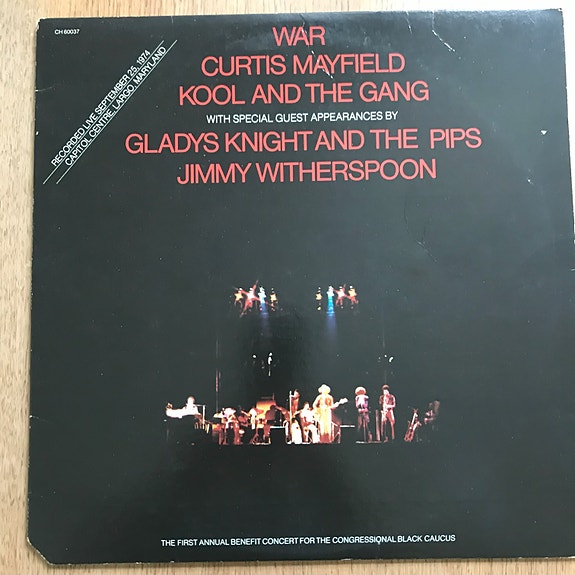 CH 60037
RECORDED LIVE SEPTEMBER 25, 1974
CAPITOL CENTRE, LARGO, MARYLAND
WAR
CURTIS MAYFIELD
KOOL AND THE GANG
WITH SPECIAL GUEST APPEARANCES BY
GLADYS KNIGHT AND THE PIPS
JIMMY WITHERSPOON
THE FIRST ANNUAL BENEFIT CONCERT FOR THE CONGRESSIONAL BLACK CAUCUS